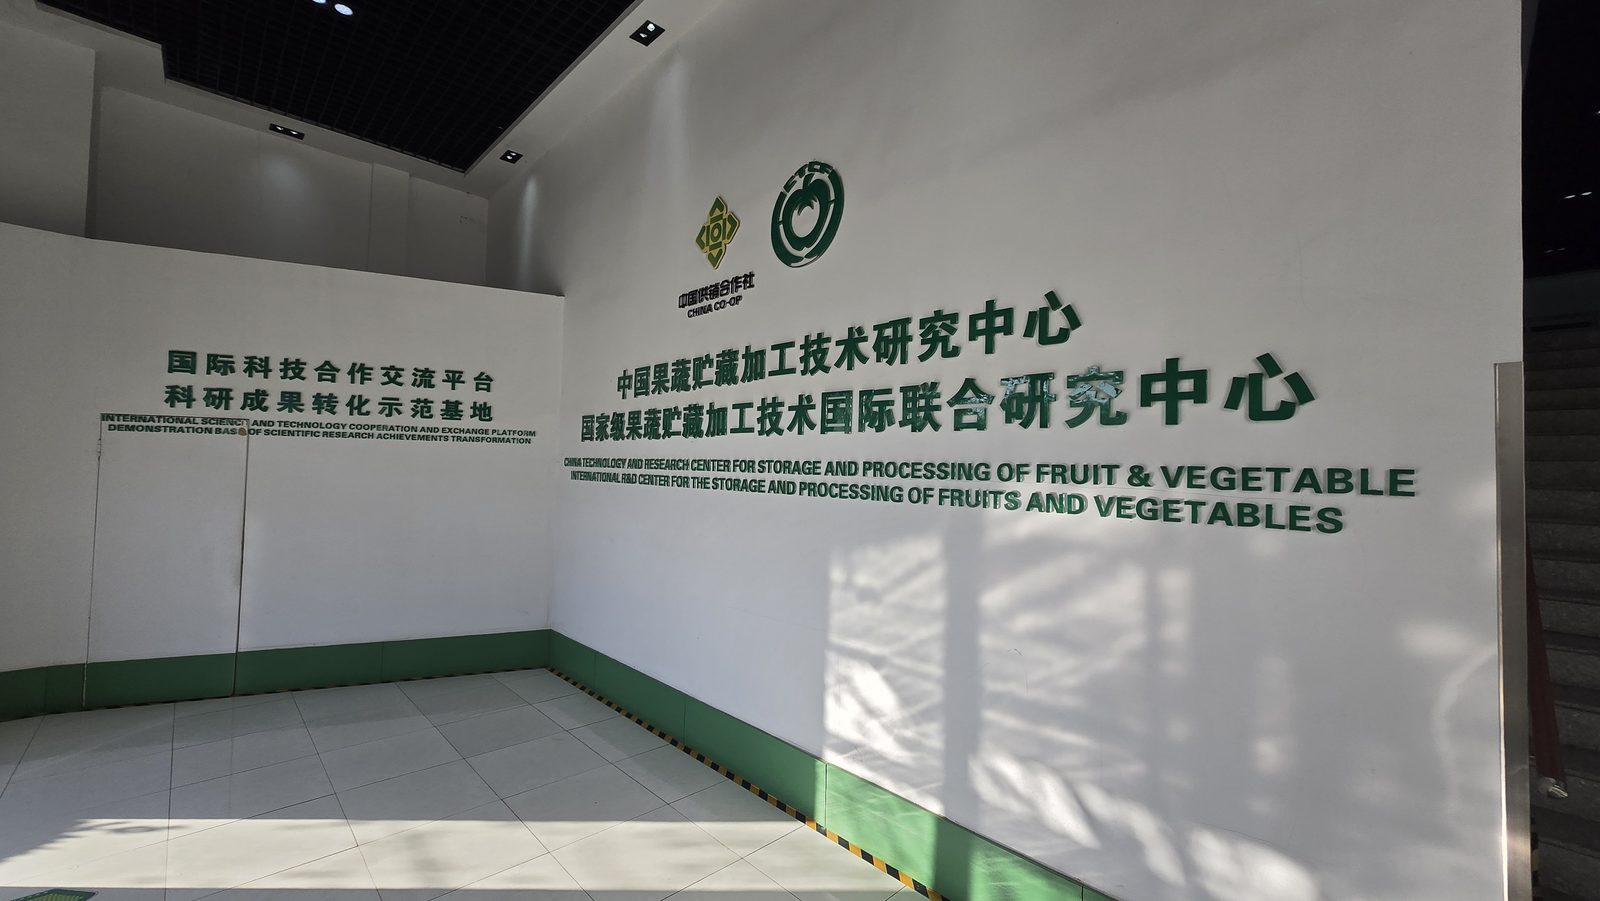 国际科技合作交流平台
科研成果转化示范基地
INTERNATIONAL SCIENCE AND TECHNOLOGY COOPERATION AND EXCHANGE PLATFORM
DEMONSTRATION BASE OF SCIENTIFIC RESEARCH ACHIEVEMENTS TRANSFORMATION
中国供销合作社
CHINA CO-OP
中国果蔬贮藏加工技术研究中心
国家级果蔬贮藏加工技术国际联合研究中心
CHINA TECHNOLOGY AND RESEARCH CENTER FOR STORAGE AND PROCESSING OF FRUIT & VEGETABLE
INTERNATIONAL R&D CENTER FOR THE STORAGE AND PROCESSING OF FRUITS AND VEGETABLES